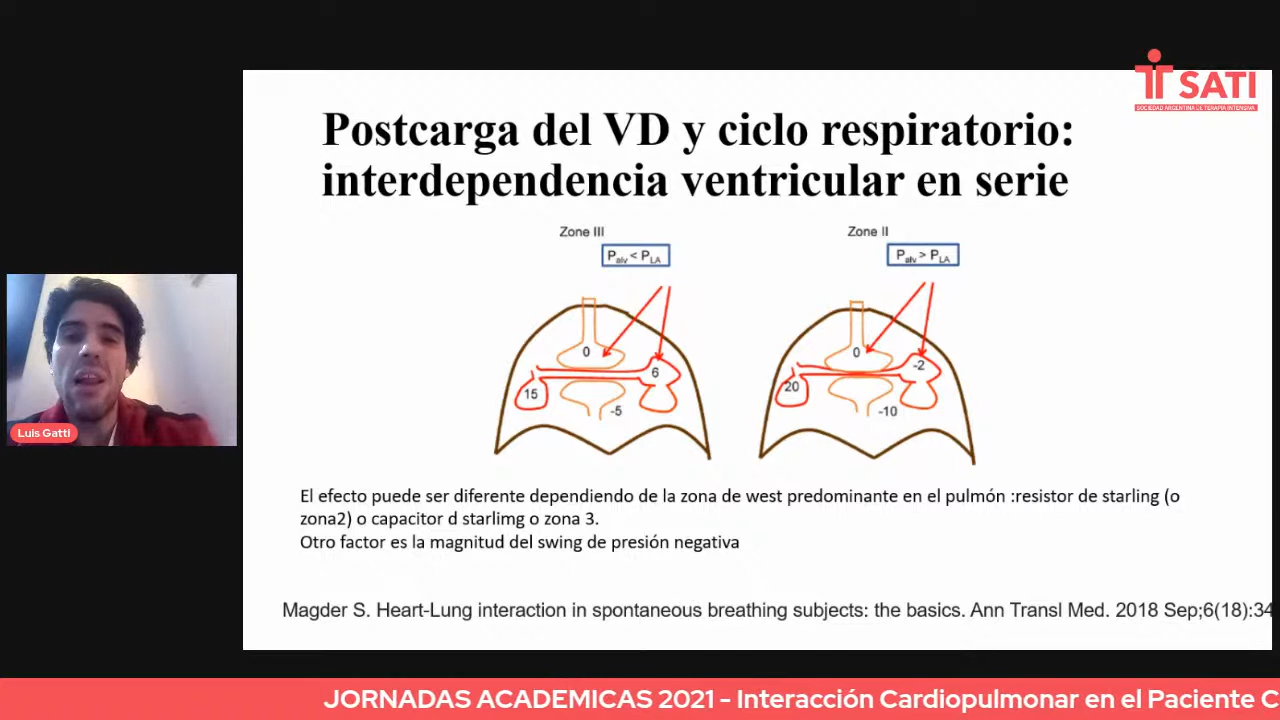 SATI
SOCIEDAD ARGENTINA DE TERAPIA INTENSIVA
Postcarga del VD y ciclo respiratorio:
interdependencia ventricular en serie
Zone III
Palv < PLA
0
6
15
-5
Zone II
Palv > PLA
0
-2
20
-10
El efecto puede ser diferente dependiendo de la zona de west predominante en el pulmón :resistor de starling (o
zona2) o capacitor d starlimg o zona 3.
Otro factor es la magnitud del swing de presión negativa
Magder S. Heart-Lung interaction in spontaneous breathing subjects: the basics. Ann Transl Med. 2018 Sep;6(18):34
Luis Gatti
JORNADAS ACADEMICAS 2021 - Interacción Cardiopulmonar en el Paciente C